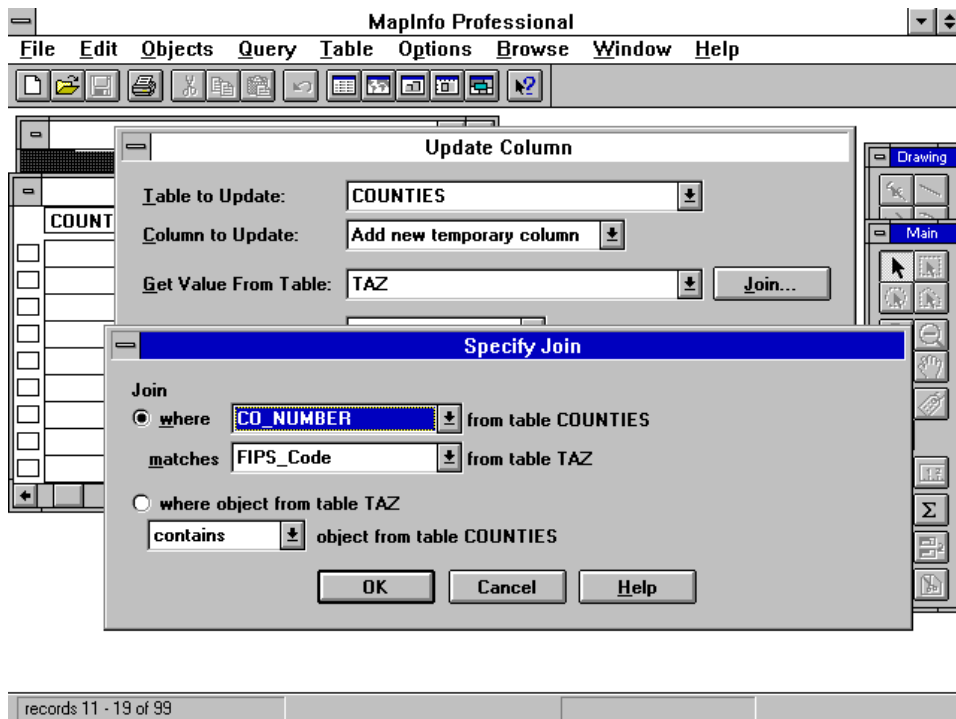 MapInfo Professional
File Edit Objects Query Table Options Browse Window Help
Update Column
Drawing
Table to Update: COUNTIES
COUNT
Column to Update: Add new temporary column
Main
Get Value From Table: TAZ Join...
Specify Join
Join
where CO_NUMBER from table COUNTIES
matches FIPS_Code from table TAZ
where object from table TAZ
contains object from table COUNTIES
Σ
OK Cancel Help
records 11 - 19 of 99